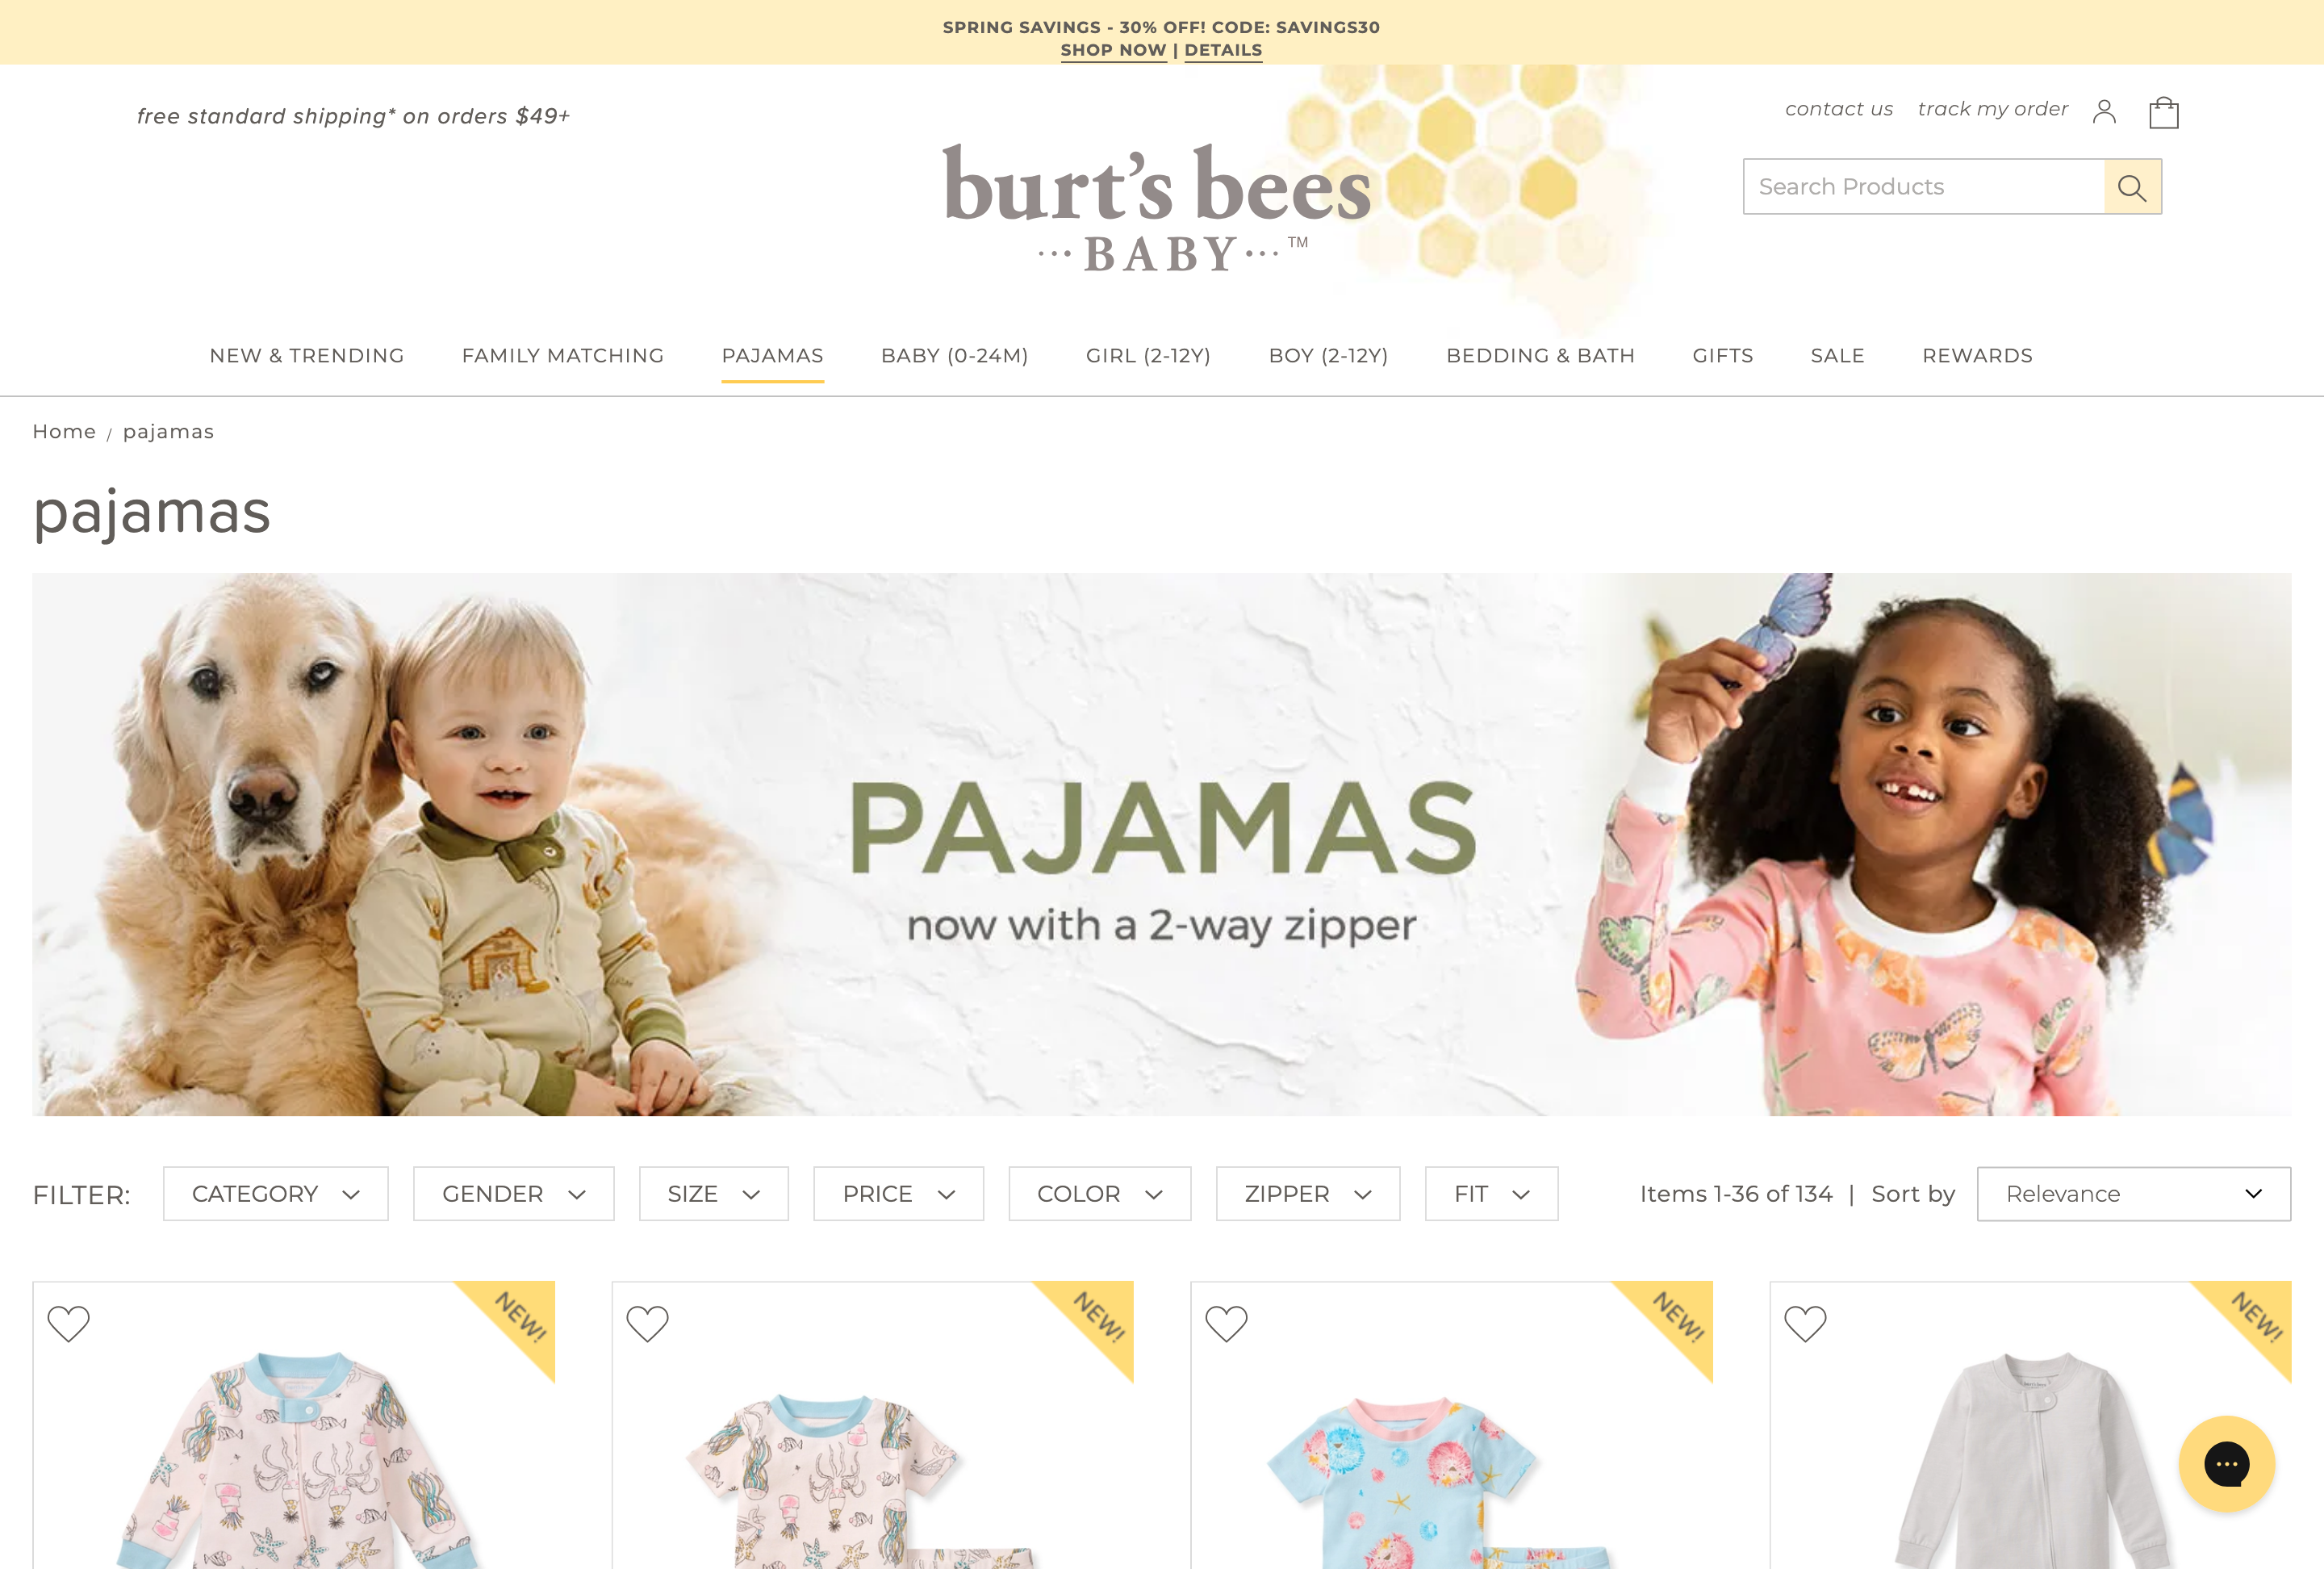 SPRING SAVINGS - 30% OFF! CODE: SAVINGS30
SHOP NOW | DETAILS
free standard shipping* on orders $49+
contact us track my order
burt's bees
···BABY···™
Search Products
NEW & TRENDING FAMILY MATCHING PAJAMAS BABY (0-24M) GIRL (2-12Y) BOY (2-12Y) BEDDING & BATH GIFTS SALE REWARDS
Home / pajamas
pajamas
PAJAMAS
now with a 2-way zipper
FILTER: CATEGORY GENDER SIZE PRICE COLOR ZIPPER FIT Items 1-36 of 134 | Sort by Relevance
NEW! NEW! NEW! NEW!